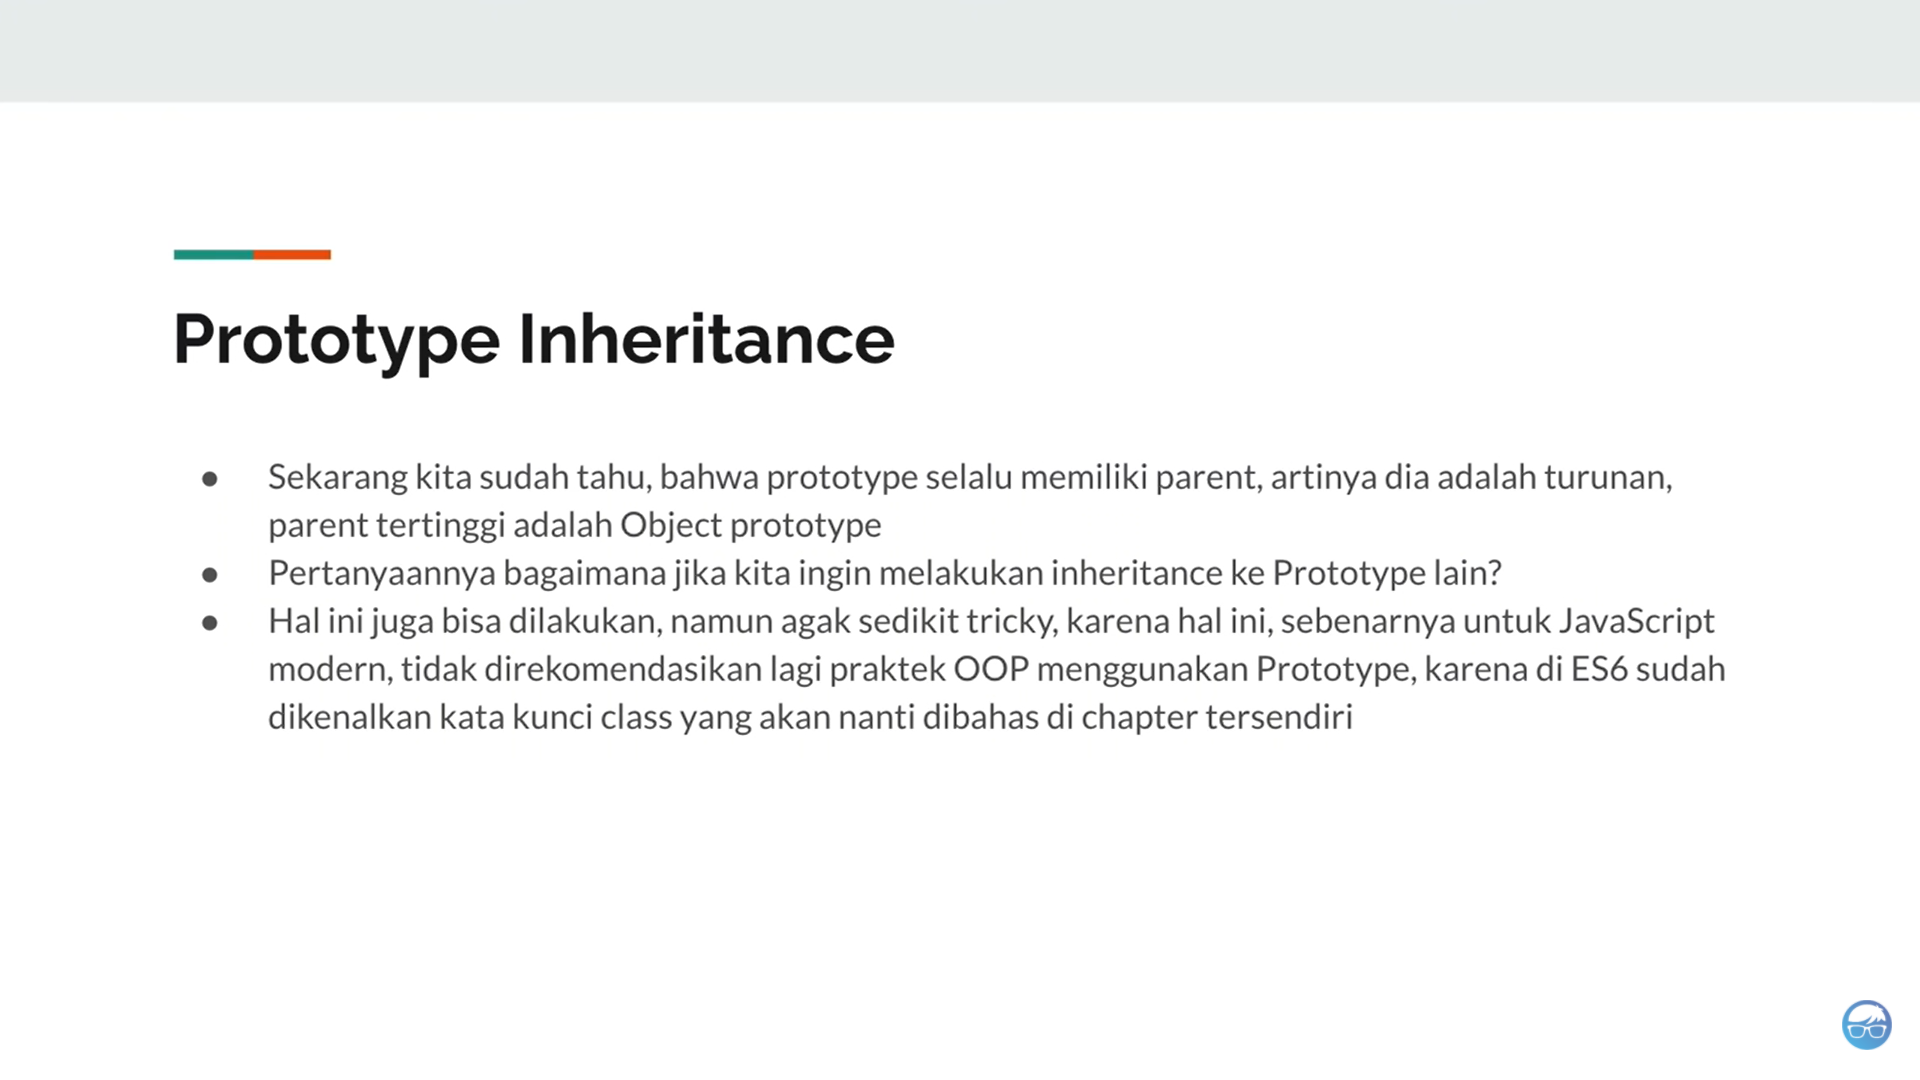 Prototype Inheritance
● Sekarang kita sudah tahu, bahwa prototype selalu memiliki parent, artinya dia adalah turunan,
parent tertinggi adalah Object prototype
● Pertanyaannya bagaimana jika kita ingin melakukan inheritance ke Prototype lain?
● Hal ini juga bisa dilakukan, namun agak sedikit tricky, karena hal ini, sebenarnya untuk JavaScript
modern, tidak direkomendasikan lagi praktek OOP menggunakan Prototype, karena di ES6 sudah
dikenalkan kata kunci class yang akan nanti dibahas di chapter tersendiri